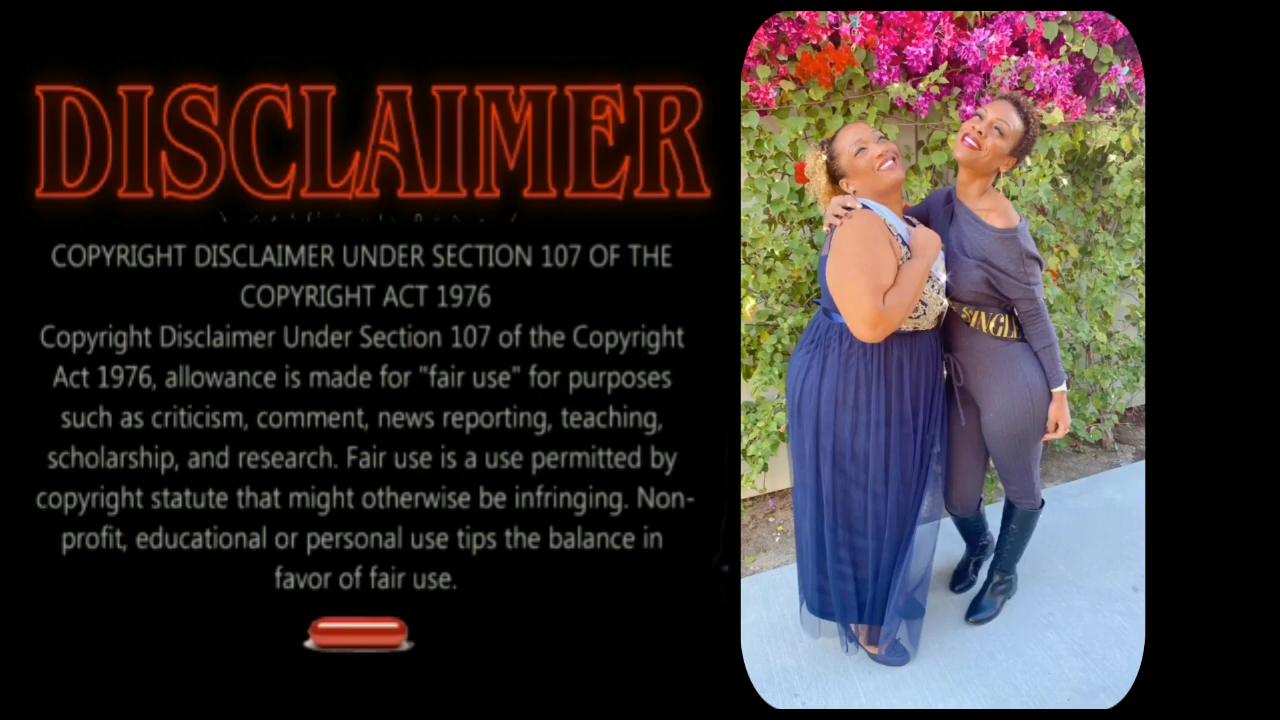 DISCLAIMER
COPYRIGHT DISCLAIMER UNDER SECTION 107 OF THE
COPYRIGHT ACT 1976
Copyright Disclaimer Under Section 107 of the Copyright
Act 1976, allowance is made for "fair use" for purposes
such as criticism, comment, news reporting, teaching,
scholarship, and research. Fair use is a use permitted by
copyright statute that might otherwise be infringing. Non-
profit, educational or personal use tips the balance in
favor of fair use.
SINGL